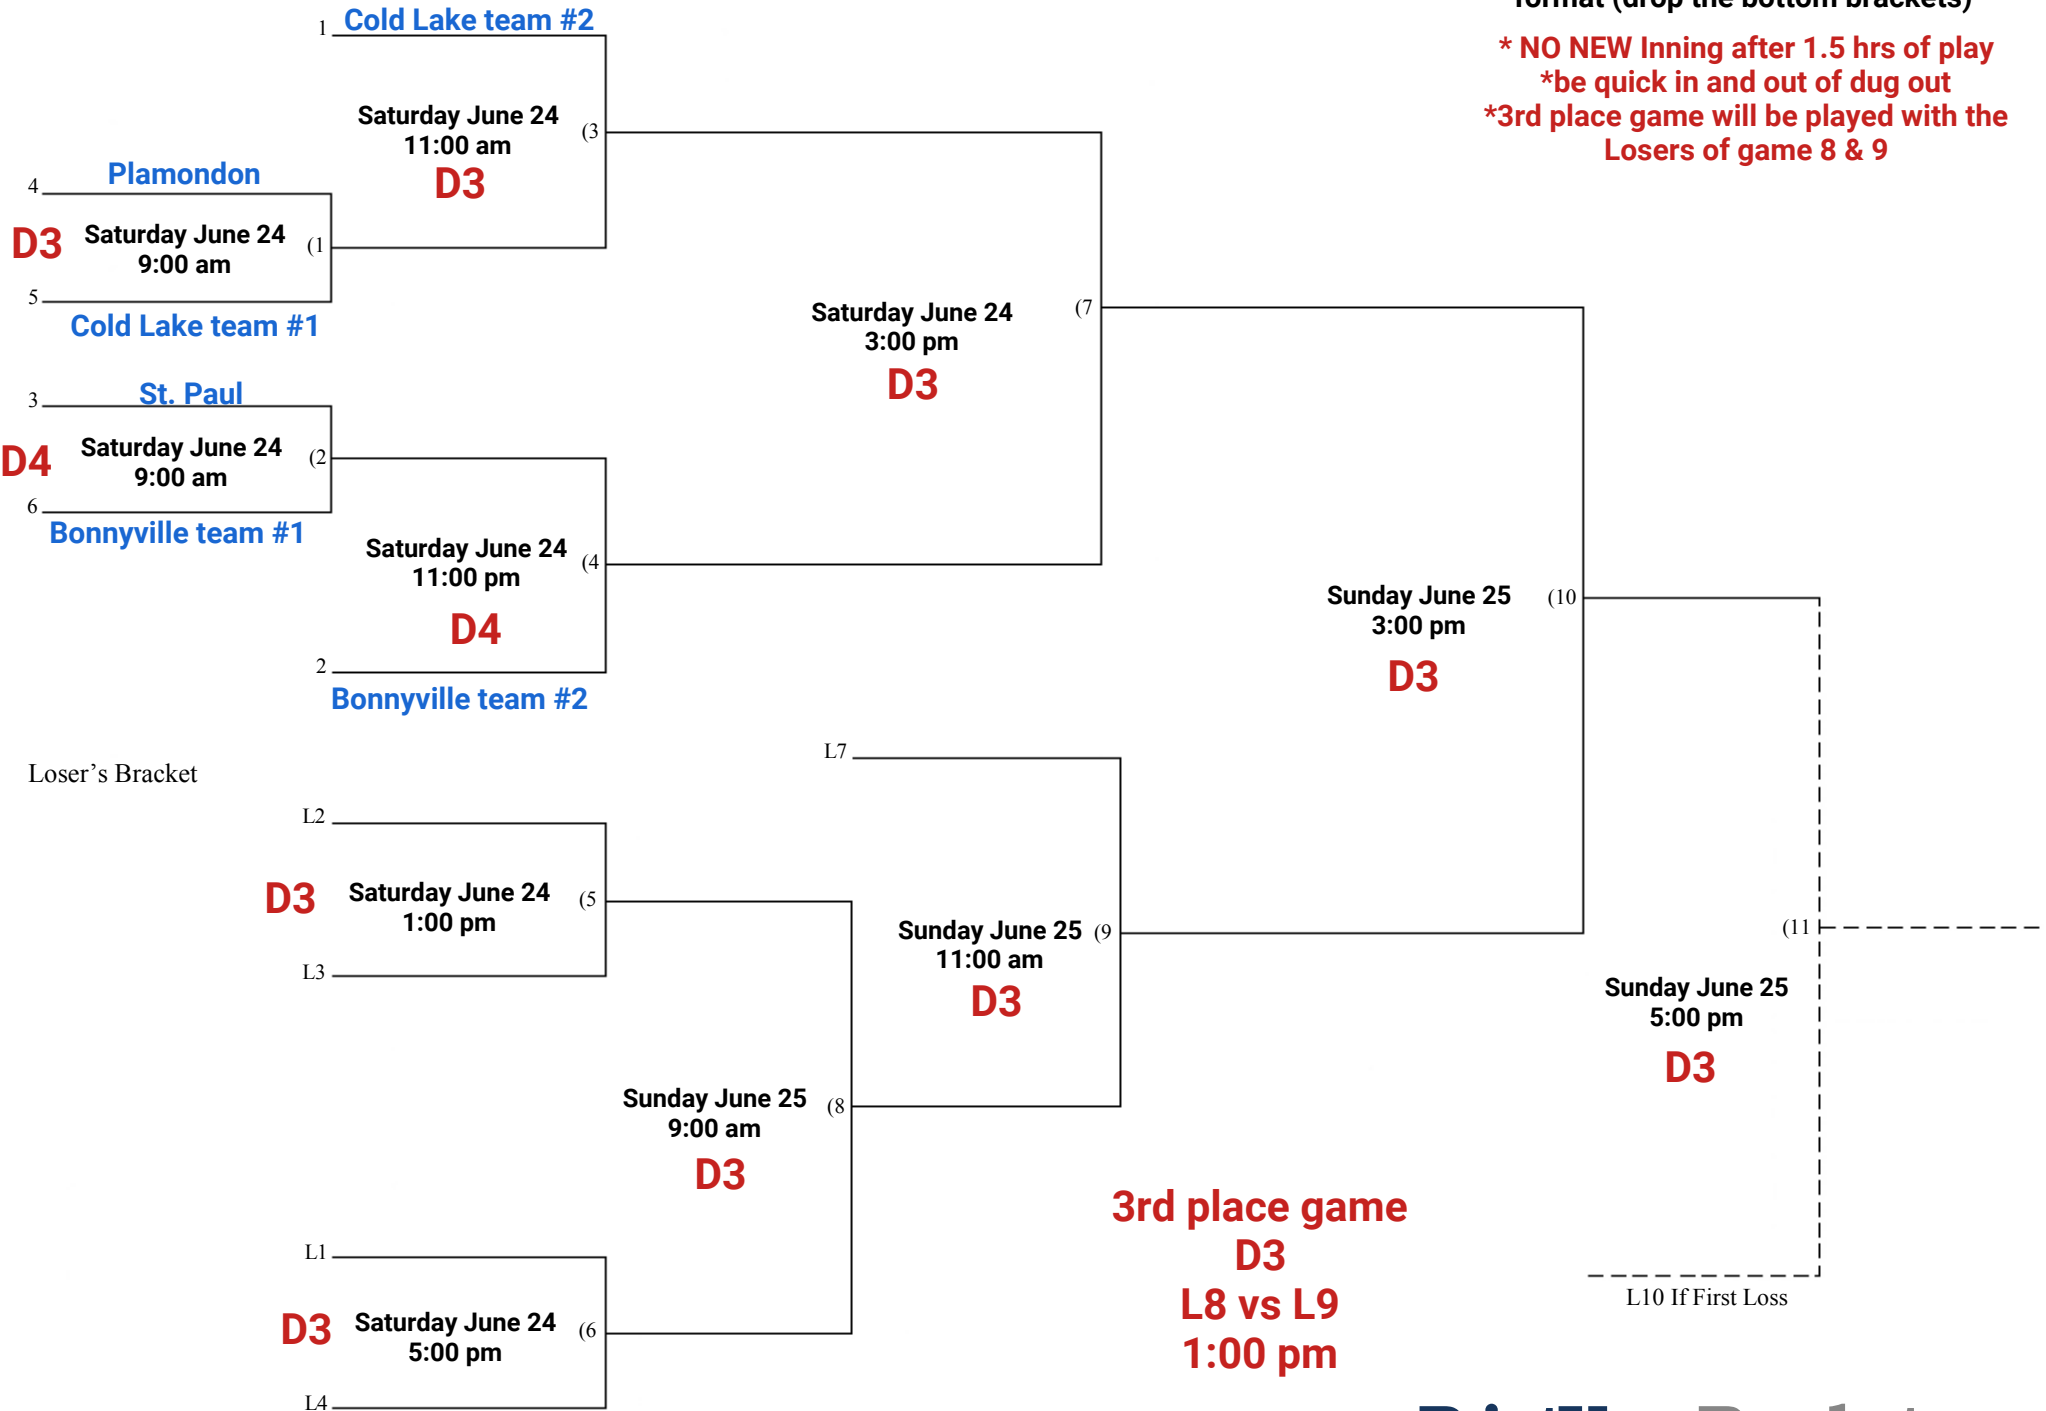 format (drop the bottom brackets)
* NO NEW Inning after 1.5 hrs of play
*be quick in and out of dug out
*3rd place game will be played with the
Losers of game 8 & 9
1
Cold Lake team #2
Saturday June 24
11:00 am
D3
(3
4
Plamondon
D3
Saturday June 24
9:00 am
(1
5
Cold Lake team #1
Saturday June 24
3:00 pm
D3
(7
3
St. Paul
D4
Saturday June 24
9:00 am
(2
6
Bonnyville team #1
Saturday June 24
11:00 pm
D4
(4
2
Bonnyville team #2
Sunday June 25
3:00 pm
D3
(10
Loser's Bracket
L7
L2
D3
Saturday June 24
1:00 pm
(5
L3
Sunday June 25
11:00 am
D3
(9
(11
Sunday June 25
5:00 pm
D3
Sunday June 25
9:00 am
D3
(8
L1
D3
Saturday June 24
5:00 pm
(6
L4
3rd place game
D3
L8 vs L9
1:00 pm
L10 If First Loss